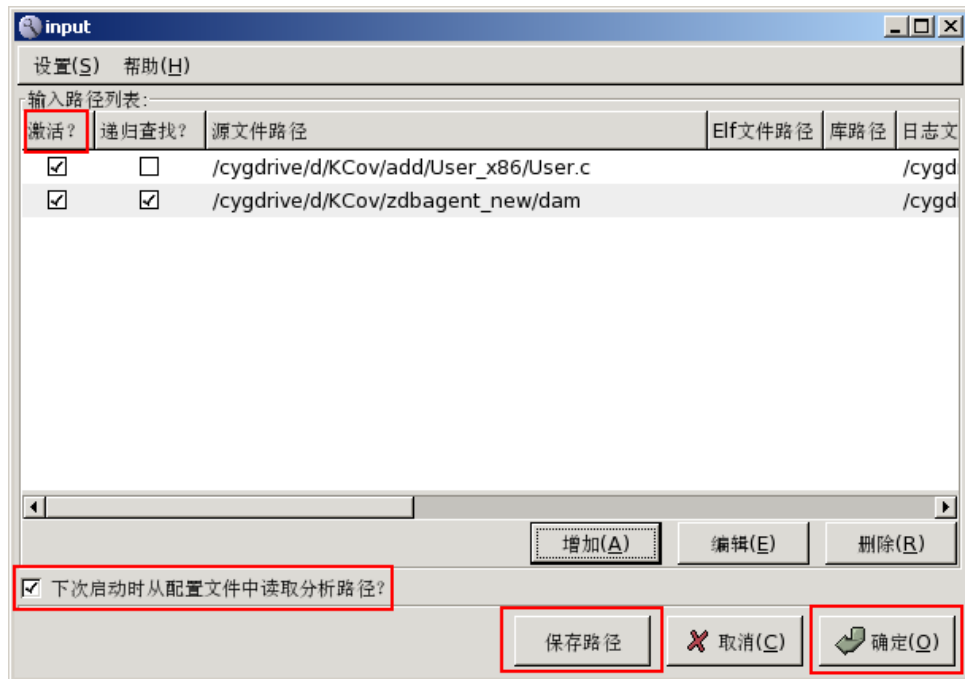 input
设置(S) 帮助(H)
输入路径列表:
激活? 递归查找? 源文件路径 Elf文件路径 库路径 日志文
/cygdrive/d/KCov/add/User_x86/User.c /cygd
/cygdrive/d/KCov/zdbagent_new/dam /cygd
增加(A) 编辑(E) 删除(R)
下次启动时从配置文件中读取分析路径?
保存路径 取消(C) 确定(O)